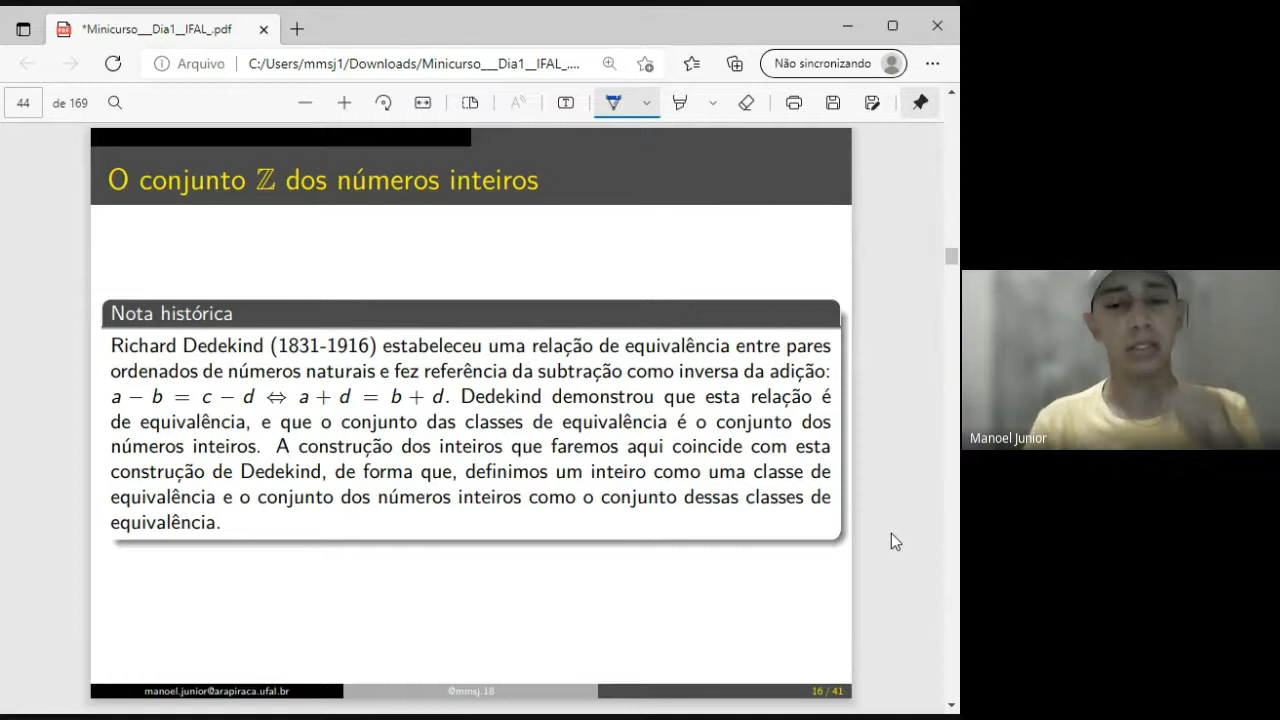 *Minicurso___Dia1__IFAL_.pdf
Arquivo
C:/Users/mmsj1/Downloads/Minicurso___Dia1__IFAL_....
Não sincronizando
44
de 169
O conjunto ℤ dos números inteiros
Nota histórica
Richard Dedekind (1831-1916) estabeleceu uma relação de equivalência entre pares
ordenados de números naturais e fez referência da subtração como inversa da adição:
a − b = c − d ⇔ a + d = b + d. Dedekind demonstrou que esta relação é
de equivalência, e que o conjunto das classes de equivalência é o conjunto dos
números inteiros. A construção dos inteiros que faremos aqui coincide com esta
construção de Dedekind, de forma que, definimos um inteiro como uma classe de
equivalência e o conjunto dos números inteiros como o conjunto dessas classes de
equivalência.
Manoel Junior
manoel.junior@arapiraca.ufal.br
@mmsj.18
16 / 41